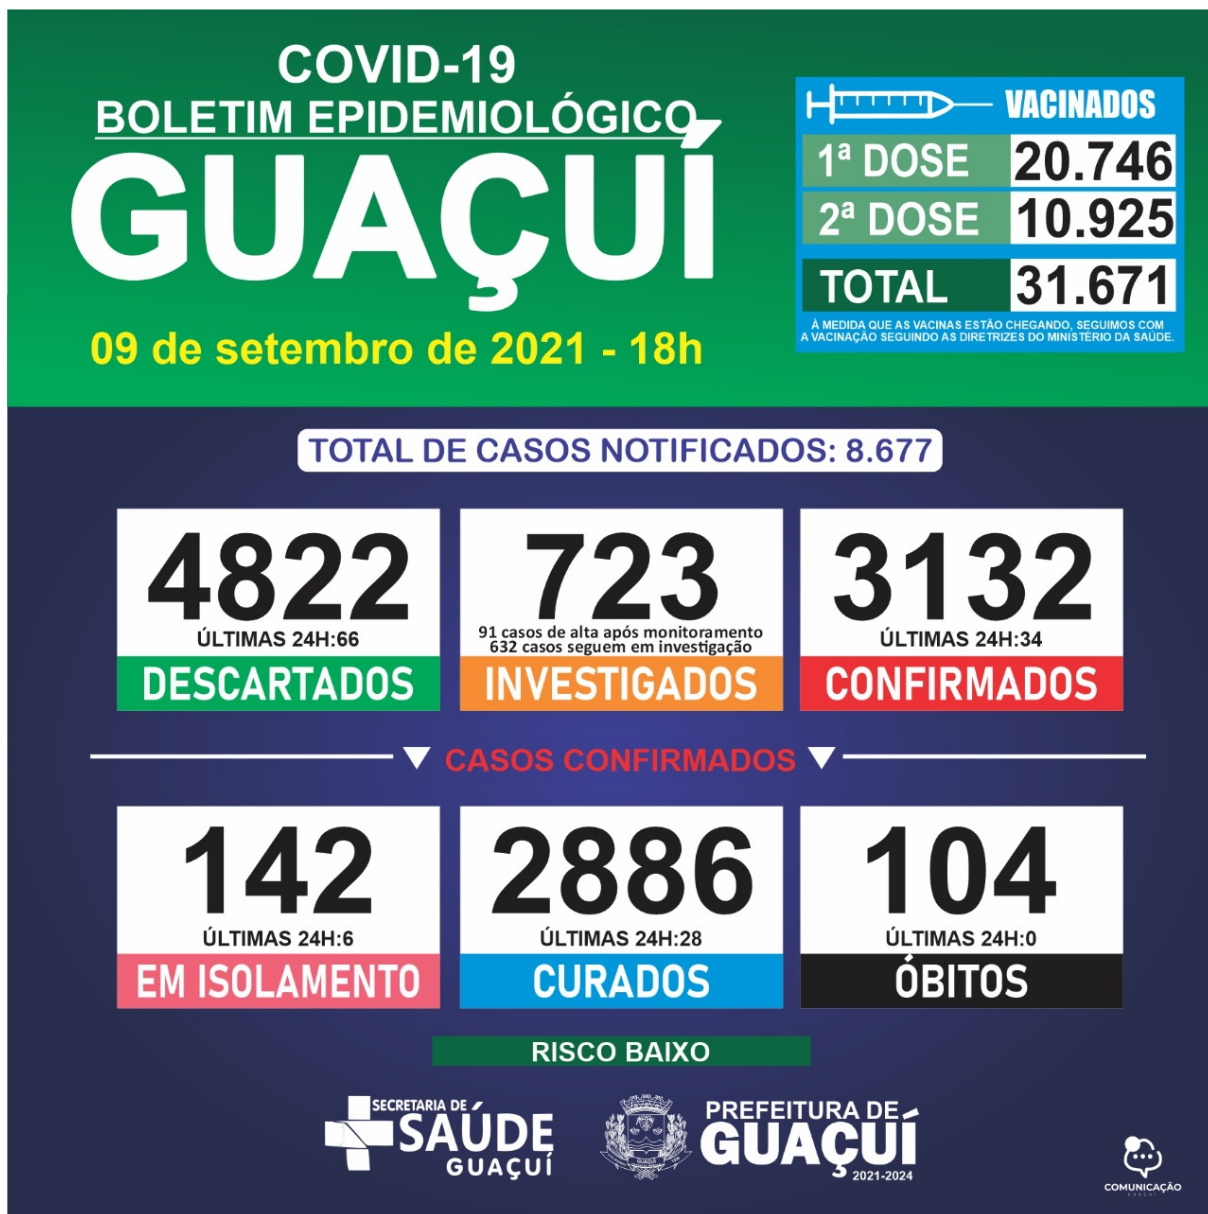 COVID-19
BOLETIM EPIDEMIOLÓGICO
GUAÇUÍ
09 de setembro de 2021 - 18h
VACINADOS
1ª DOSE 20.746
2ª DOSE 10.925
TOTAL 31.671
À MEDIDA QUE AS VACINAS ESTÃO CHEGANDO, SEGUIMOS COM
A VACINAÇÃO SEGUINDO AS DIRETRIZES DO MINISTÉRIO DA SAÚDE.
TOTAL DE CASOS NOTIFICADOS: 8.677
4822
ÚLTIMAS 24H:66
DESCARTADOS
723
91 casos de alta após monitoramento
632 casos seguem em investigação
INVESTIGADOS
3132
ÚLTIMAS 24H:34
CONFIRMADOS
CASOS CONFIRMADOS
142
ÚLTIMAS 24H:6
EM ISOLAMENTO
2886
ÚLTIMAS 24H:28
CURADOS
104
ÚLTIMAS 24H:0
ÓBITOS
RISCO BAIXO
SECRETARIA DE
SAÚDE
GUAÇUÍ
PREFEITURA DE
GUAÇUÍ
2021-2024
COMUNICAÇÃO